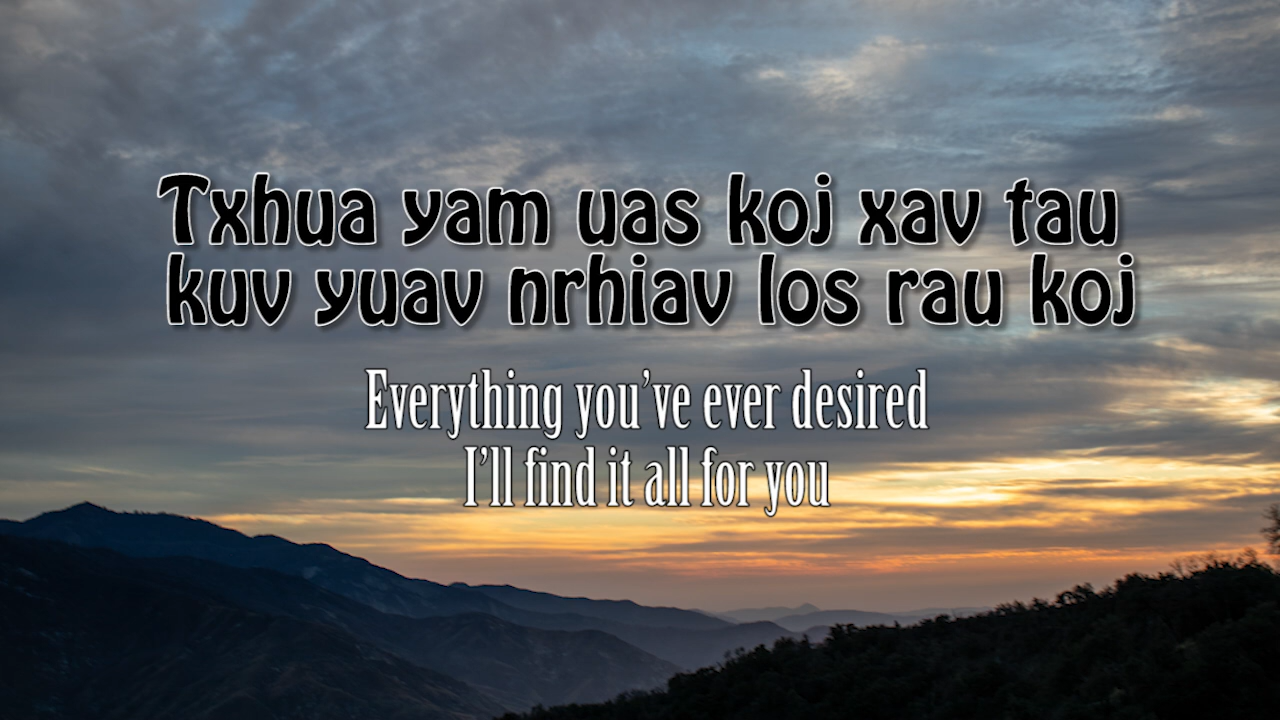 Txhua yam uas koj xav tau
kuv yuav nrhiav los rau koj
Everything you've ever desired
I'll find it all for you